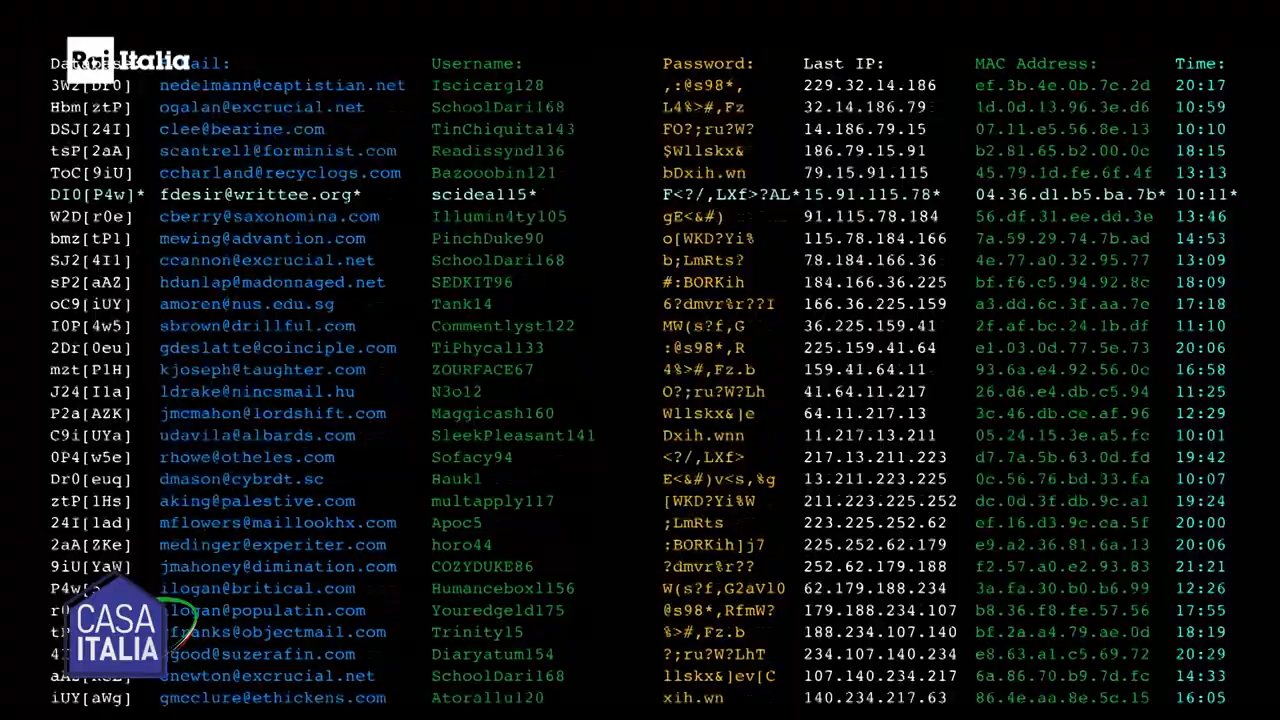 Rai Italia
Database Email: Username: Password: Last IP: MAC Address: Time:
3W2[Dr0] nedelmann@captistian.net Iscicarg128 ,:@s98*, 229.32.14.186 ef.3b.4e.0b.7c.2d 20:17
Hbm[ztP] ogalan@excrucial.net SchoolDari168 L4%>#,Fz 32.14.186.79 1d.0d.13.96.3e.d6 10:59
DSJ[24I] clee@bearine.com TinChiquita143 FO?;ru?W? 14.186.79.15 07.11.e5.56.8e.13 10:10
tsP[2aA] scantrell@forminist.com Readissyndl36 $Wllskx& 186.79.15.91 b2.81.65.b2.00.0c 18:15
ToC[9iU] ccharland@recyclogs.com Bazooobin121 bDxih.wn 79.15.91.115 45.79.1d.fe.6f.4f 13:13
DI0[P4w]* fdesir@writtee.org* scideal15* F<?/,LXf>?AL* 15.91.115.78* 04.36.d1.b5.ba.7b* 10:11*
W2D[r0e] cberry@saxonomina.com Illumin4ty105 gE<&#) 91.115.78.184 56.df.31.ee.dd.3e 13:46
bmz[tPl] mewing@advantion.com PinchDuke90 o[WKD?Yi% 115.78.184.166 7a.59.29.74.7b.ad 14:53
SJ2[4Il] ccannon@excrucial.net SchoolDari168 b;LmRts? 78.184.166.36 4e.77.a0.32.95.77 13:09
sP2[aAZ] hdunlap@madonnaged.net SEDKIT96 #:BORKih 184.166.36.225 bf.f6.c5.94.92.8c 18:09
oC9[iUY] amoren@nus.edu.sg Tank14 6?dmvr%r??I 166.36.225.159 a3.dd.6c.3f.aa.7c 17:18
I0P[4w5] sbrown@drillful.com Commentlyst122 MW(s?f,G 36.225.159.41 2f.af.bc.24.1b.df 11:10
2Dr[0eu] gdeslatte@coinciple.com TiPhycal133 :@s98*,R 225.159.41.64 e1.03.0d.77.5e.73 20:06
mzt[PlH] kjoseph@taughter.com ZOURFACE67 4%>#,Fz.b 159.41.64.11 93.6a.e4.92.56.0c 16:58
J24[Ila] ldrake@nincsmail.hu N3o12 O?;ru?W?Lh 41.64.11.217 26.d6.e4.db.c5.94 11:25
P2a[AZK] jmcmahon@lordshift.com Maggicash160 Wllskx&]e 64.11.217.13 3c.46.db.ce.af.96 12:29
C9i[UYa] udavila@albards.com SleekPleasant141 Dxih.wnn 11.217.13.211 05.24.15.3e.a5.fc 10:01
0P4[w5e] rhowe@otheles.com Sofacy94 <?/,LXf> 217.13.211.223 d7.7a.5b.63.0d.fd 19:42
Dr0[euq] dmason@cybrdt.sc Haukl E<&#)v<s,%g 13.211.223.225 0c.56.76.bd.33.fa 10:07
ztP[lHs] aking@palestive.com multapply117 [WKD?Yi%W 211.223.225.252 dc.0d.3f.db.9c.a1 19:24
24I[lad] mflowers@maillookhx.com Apoc5 ;LmRts 223.225.252.62 ef.16.d3.9c.ca.5f 20:00
2aA[ZKe] medinger@experiter.com horo44 :BORKih]j7 225.252.62.179 e9.a2.36.81.6a.13 20:06
9iU[YaW] jmahoney@dimination.com COZYDUKE86 ?dmvr%r?? 252.62.179.188 f2.57.a0.e2.93.83 21:21
ilogan@britical.com Humanceboxl156 W(s?f,G2aVl0 62.179.188.234 3a.fa.30.b0.b6.99 12:26
Youredgeld175 @s98*,RfmW? 179.188.234.107 b8.36.f8.fe.57.58 17:55
Trinity15 %>#,Fz.b 188.234.107.140 bf.2a.a4.79.ae.0d 18:19
Diaryatum154 ?;ru?W?LhT 234.107.140.234 e8.63.a1.c5.69.72 20:29
SchoolDari168 llskx&]ev[C 107.140.234.217 6a.86.70.b9.7d.fc 14:33
iUY[aWg] gmcclure@ethickens.com Atorallu120 xih.wn 140.234.217.63 86.4e.aa.8e.5c.15 16:05
CASA
ITALIA